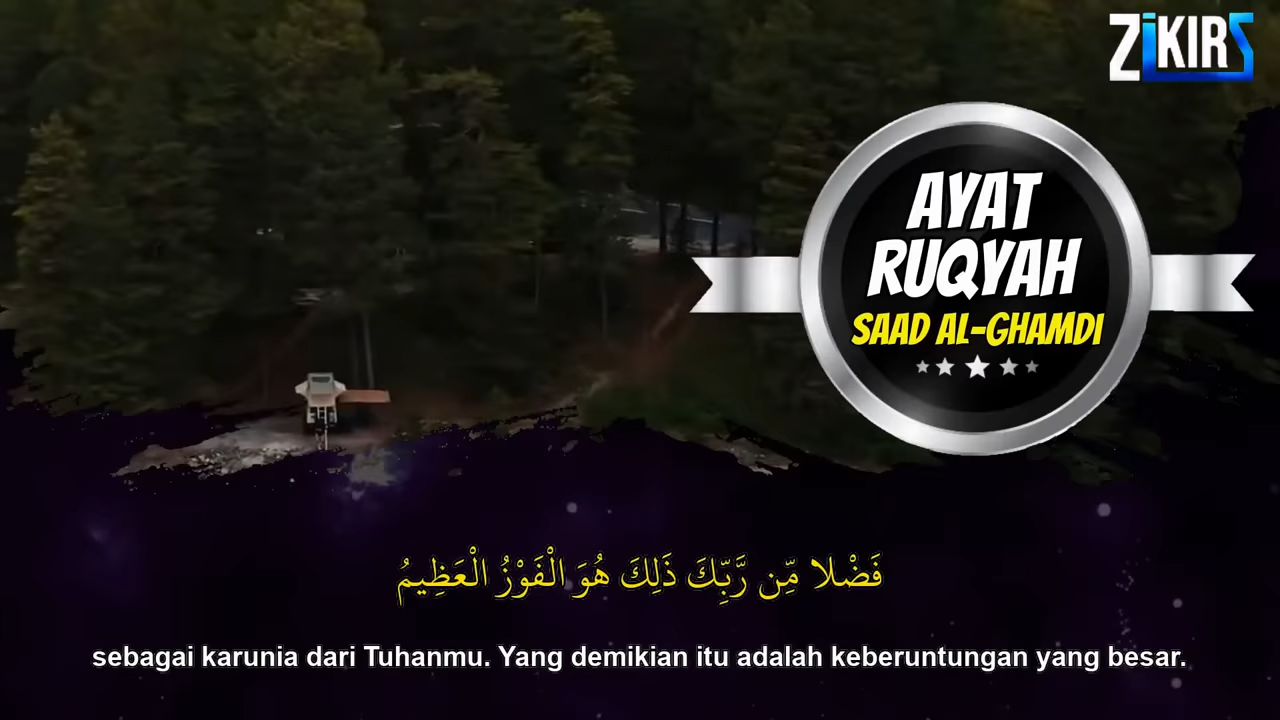 ZiKIRS
AYAT
RUQYAH
SAAD AL-GHAMDI
فَضْلا مِّن رَّبِّكَ ذَلِكَ هُوَ الْفَوْزُ الْعَظِيمُ
sebagai karunia dari Tuhanmu. Yang demikian itu adalah keberuntungan yang besar.